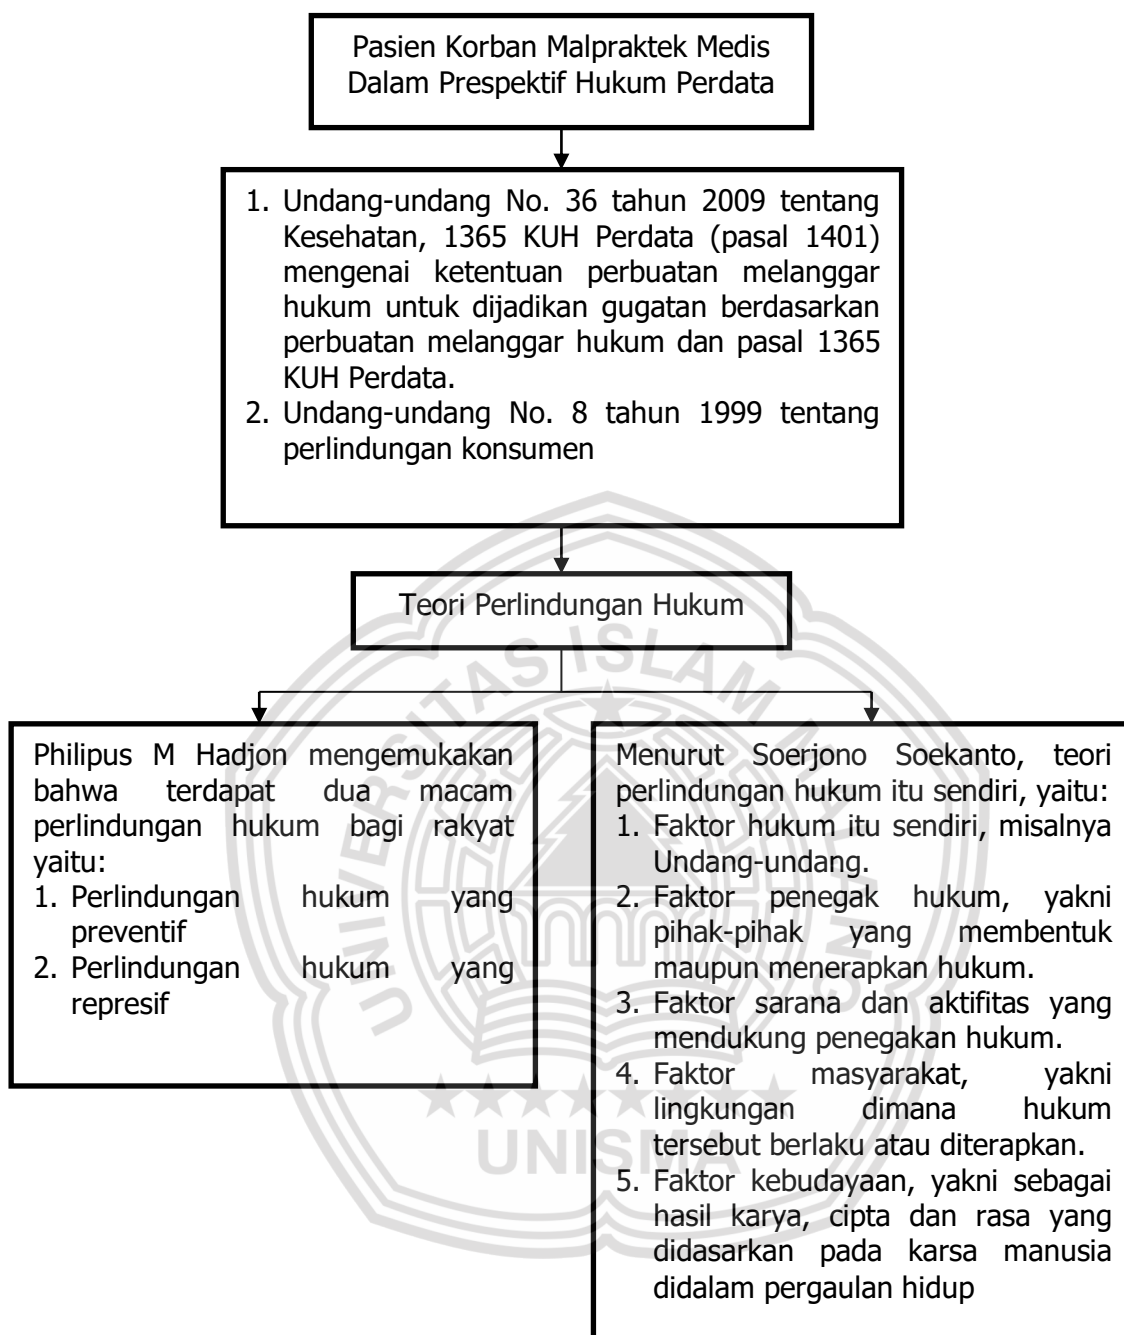 Pasien Korban Malpraktek Medis
Dalam Prespektif Hukum Perdata
1. Undang-undang No. 36 tahun 2009 tentang
Kesehatan, 1365 KUH Perdata (pasal 1401)
mengenai ketentuan perbuatan melanggar
hukum untuk dijadikan gugatan berdasarkan
perbuatan melanggar hukum dan pasal 1365
KUH Perdata.
2. Undang-undang No. 8 tahun 1999 tentang
perlindungan konsumen
Teori Perlindungan Hukum
Philipus M Hadjon mengemukakan
bahwa terdapat dua macam
perlindungan hukum bagi rakyat
yaitu:
1. Perlindungan hukum yang
preventif
2. Perlindungan hukum yang
represif
Menurut Soerjono Soekanto, teori
perlindungan hukum itu sendiri, yaitu:
1. Faktor hukum itu sendiri, misalnya
Undang-undang.
2. Faktor penegak hukum, yakni
pihak-pihak yang membentuk
maupun menerapkan hukum.
3. Faktor sarana dan aktifitas yang
mendukung penegakan hukum.
4. Faktor masyarakat, yakni
lingkungan dimana hukum
tersebut berlaku atau diterapkan.
5. Faktor kebudayaan, yakni sebagai
hasil karya, cipta dan rasa yang
didasarkan pada karsa manusia
didalam pergaulan hidup
UNIVERSITAS ISLAM MALANG
UNISMA